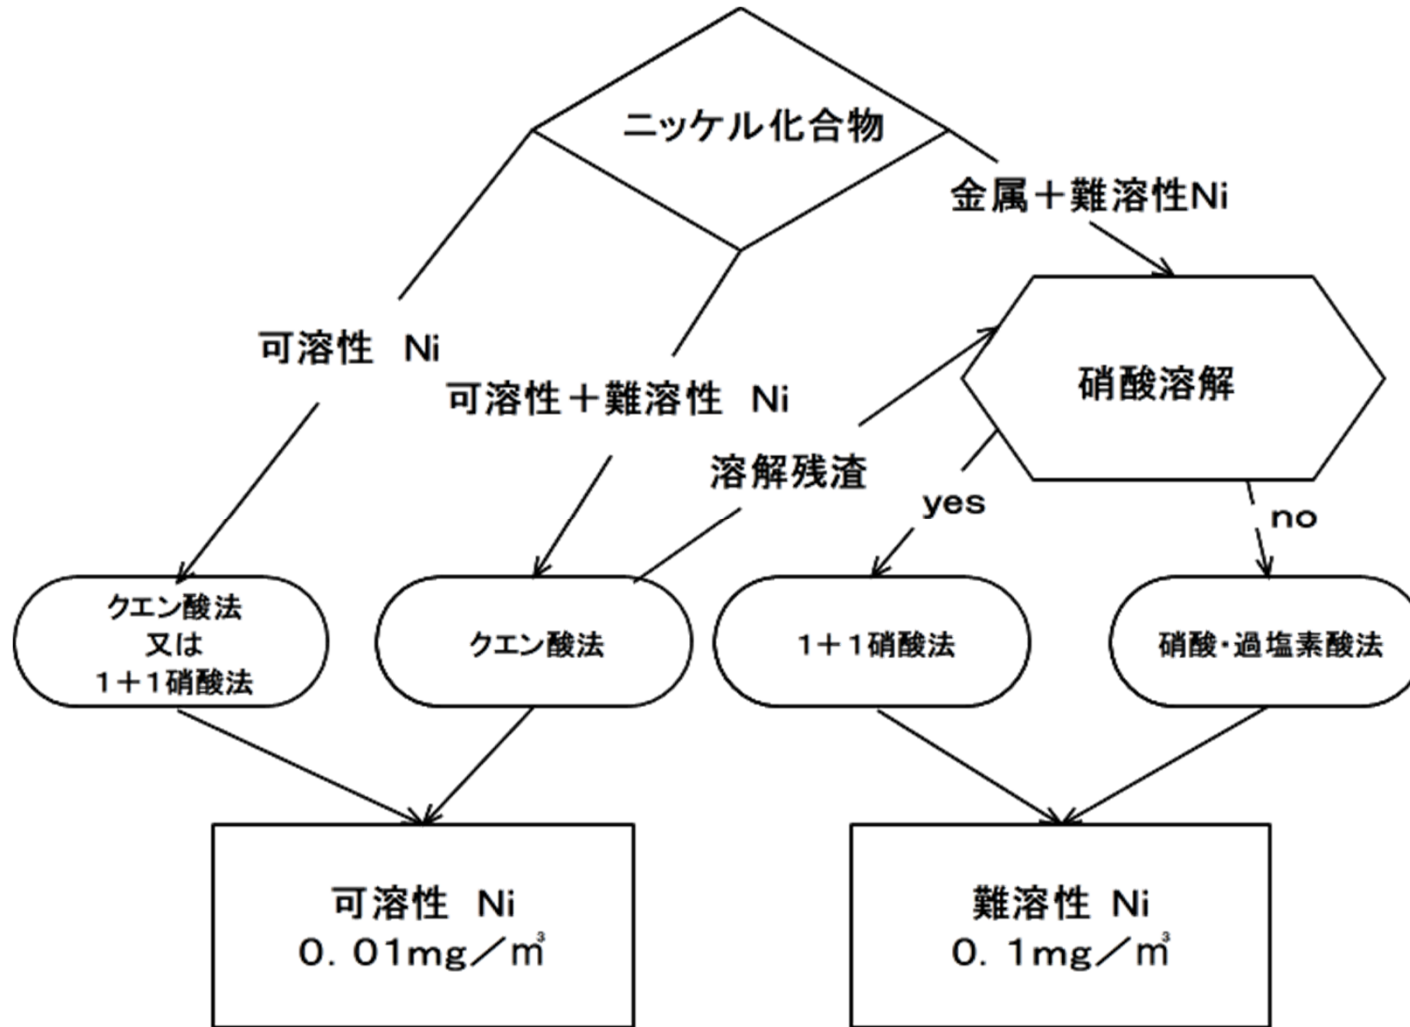 ニッケル化合物
金属＋難溶性Ni
可溶性　Ni
可溶性＋難溶性　Ni
硝酸溶解
溶解残渣
yes
no
クエン酸法
又は
1＋1硝酸法
クエン酸法
1＋1硝酸法
硝酸・過塩素酸法
可溶性　Ni
0．01mg／㎥
難溶性 Ni
0．1mg／㎥